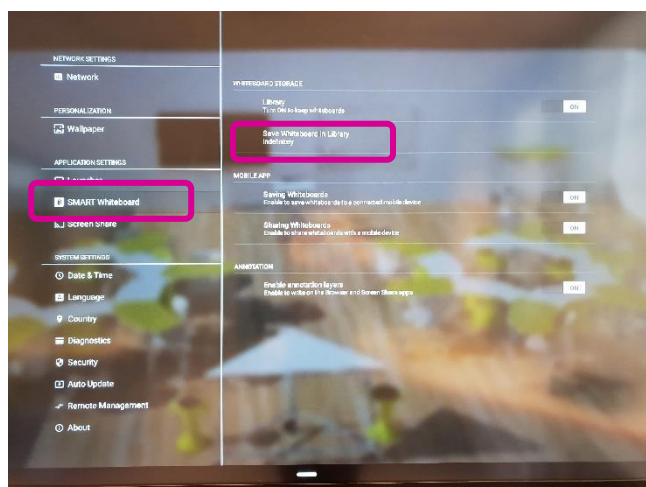 NETWORK SETTINGS
Network
PERSONALIZATION
Wallpaper
APPLICATION SETTINGS
SMART Whiteboard
Screen Share
SYSTEM SETTINGS
Date & Time
Language
Country
Diagnostics
Security
Auto Update
Remote Management
About
WHITEBOARD STORAGE
Library
Turn ON to keep whiteboards
ON
Save Whiteboard in Library
Indefinitely
MOBILE APP
Saving Whiteboards
Enable to save whiteboards to a connected mobile device
ON
Sharing Whiteboards
Enable to share whiteboards with a mobile device
ON
ANNOTATION
Enable annotation layers
Enable to write on the Browser and Screen Share apps
ON